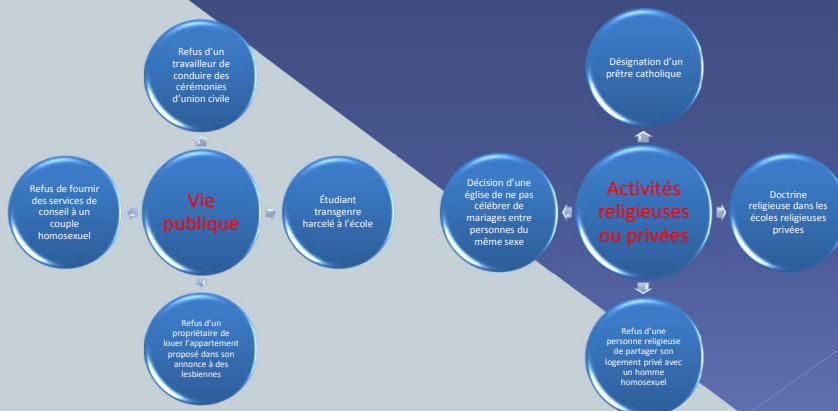 Refus d'un
travailleur de
conduire des
cérémonies
d'union civile
Refus de fournir
des services de
conseil à un
couple
homosexuel
Vie
publique
Étudiant
transgenre
harcelé à l'école
Refus d'un
propriétaire de
louer l'appartement
proposé dans son
annonce à des
lesbiennes
Désignation d'un
prêtre catholique
Décision d'une
église de ne pas
célébrer de
mariages entre
personnes du
même sexe
Activités
religieuses
ou privées
Doctrine
religieuse dans les
écoles religieuses
privées
Refus d'une
personne religieuse
de partager son
logement privé avec
un homme
homosexuel